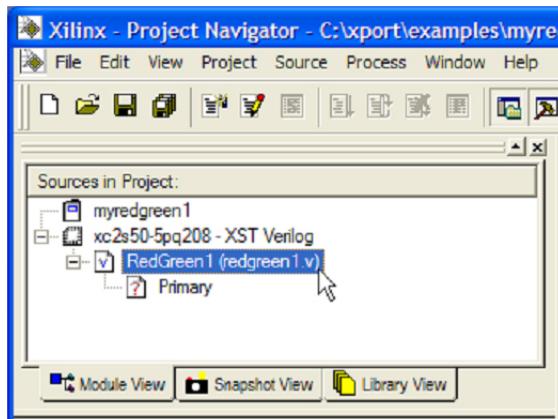 Xilinx - Project Navigator - C:\xport\examples\myre
File Edit View Project Source Process Window Help
Sources in Project:
myredgreen1
xc2s50-5pq208 - XST Verilog
RedGreen1 (redgreen1.v)
Primary
Module View Snapshot View Library View